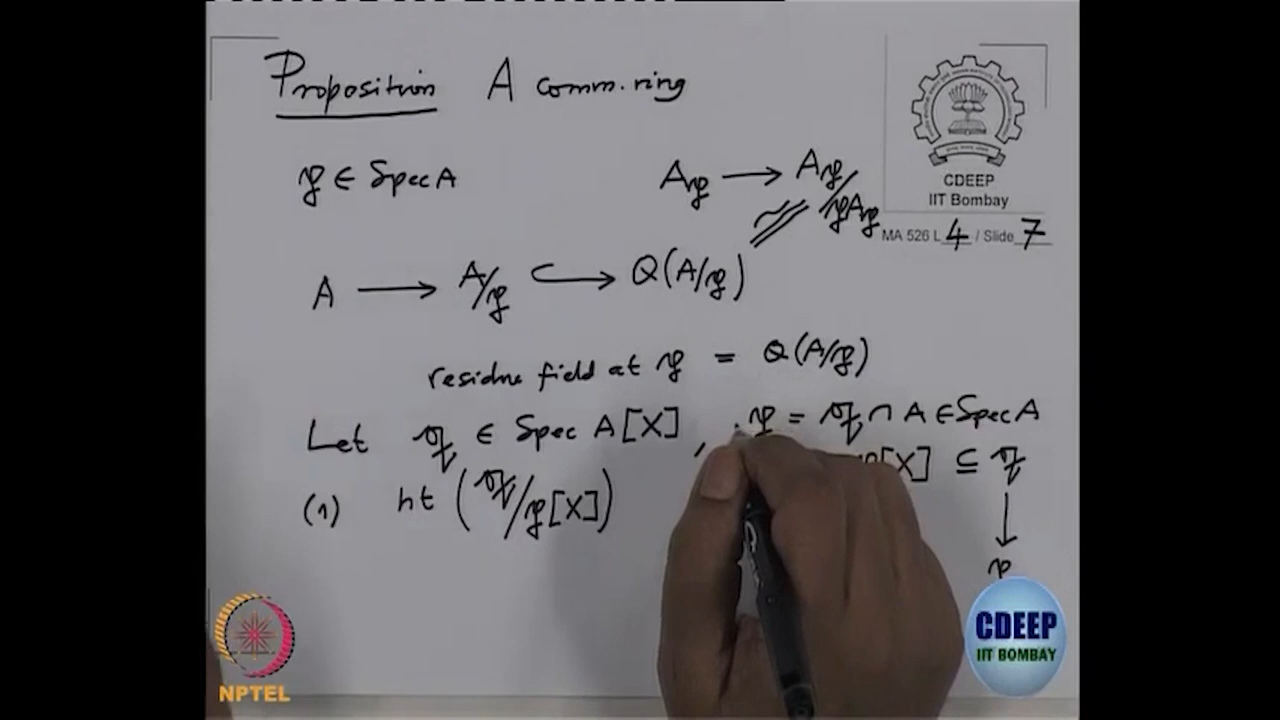 Proposition A comm. ring
𝔭 ∈ Spec A
A𝔭 → A𝔭/𝔭A𝔭
CDEEP
IIT Bombay
MA 526 L 4 / Slide 7
A → A/𝔭 ↪ Q(A/𝔭)
residue field at 𝔭 = Q(A/𝔭)
Let 𝔮 ∈ Spec A[X], 𝔭 = 𝔮 ∩ A ∈ Spec A
𝔭[X] ⊆ 𝔮
↓
𝔭
(1) ht (𝔮/𝔭[X])
NPTEL
CDEEP
IIT BOMBAY